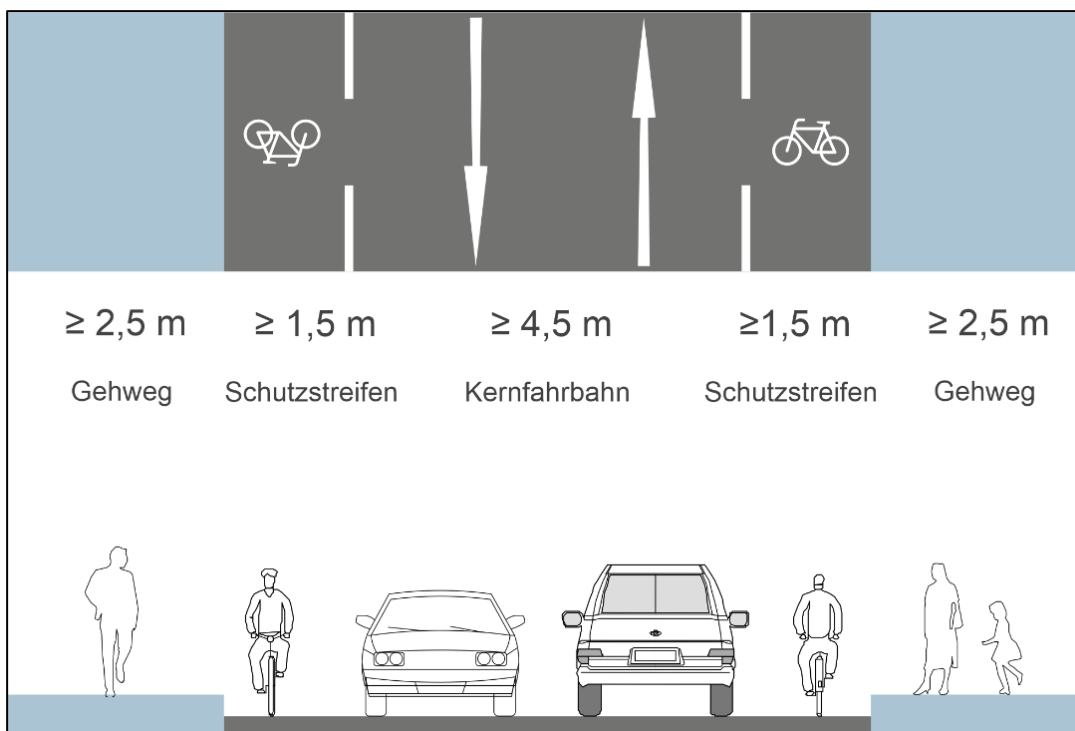 ≥ 2,5 m ≥ 1,5 m ≥ 4,5 m ≥1,5 m ≥ 2,5 m
Gehweg Schutzstreifen Kernfahrbahn Schutzstreifen Gehweg